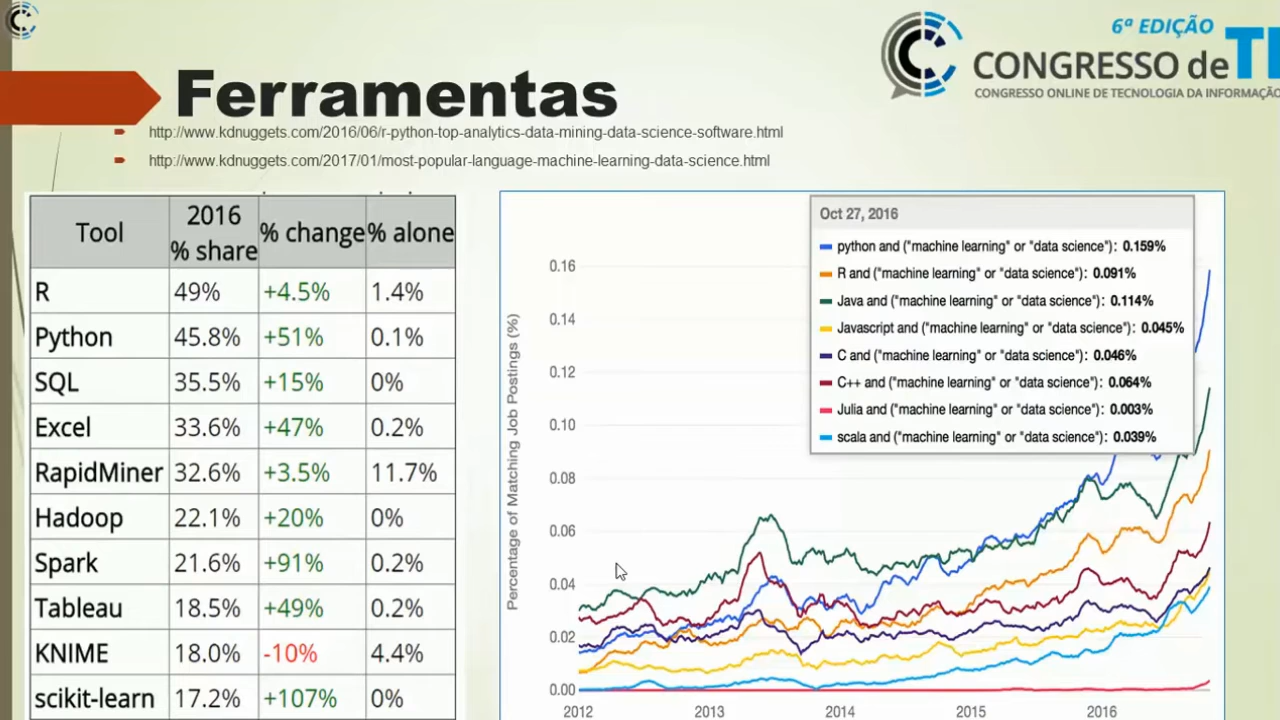 6ª EDIÇÃO
CONGRESSO de TI
CONGRESSO ONLINE DE TECNOLOGIA DA INFORMAÇÃO
Ferramentas
http://www.kdnuggets.com/2016/06/r-python-top-analytics-data-mining-data-science-software.html
http://www.kdnuggets.com/2017/01/most-popular-language-machine-learning-data-science.html
Tool 2016 % share % change % alone
R 49% +4.5% 1.4%
Python 45.8% +51% 0.1%
SQL 35.5% +15% 0%
Excel 33.6% +47% 0.2%
RapidMiner 32.6% +3.5% 11.7%
Hadoop 22.1% +20% 0%
Spark 21.6% +91% 0.2%
Tableau 18.5% +49% 0.2%
KNIME 18.0% -10% 4.4%
scikit-learn 17.2% +107% 0%
Percentage of Matching Job Postings (%)
0.16
0.14
0.12
0.10
0.08
0.06
0.04
0.02
0.00
2012 2013 2014 2015 2016
Oct 27, 2016
python and ("machine learning" or "data science"): 0.159%
R and ("machine learning" or "data science"): 0.091%
Java and ("machine learning" or "data science"): 0.114%
Javascript and ("machine learning" or "data science"): 0.045%
C and ("machine learning" or "data science"): 0.046%
C++ and ("machine learning" or "data science"): 0.064%
Julia and ("machine learning" or "data science"): 0.003%
scala and ("machine learning" or "data science"): 0.039%